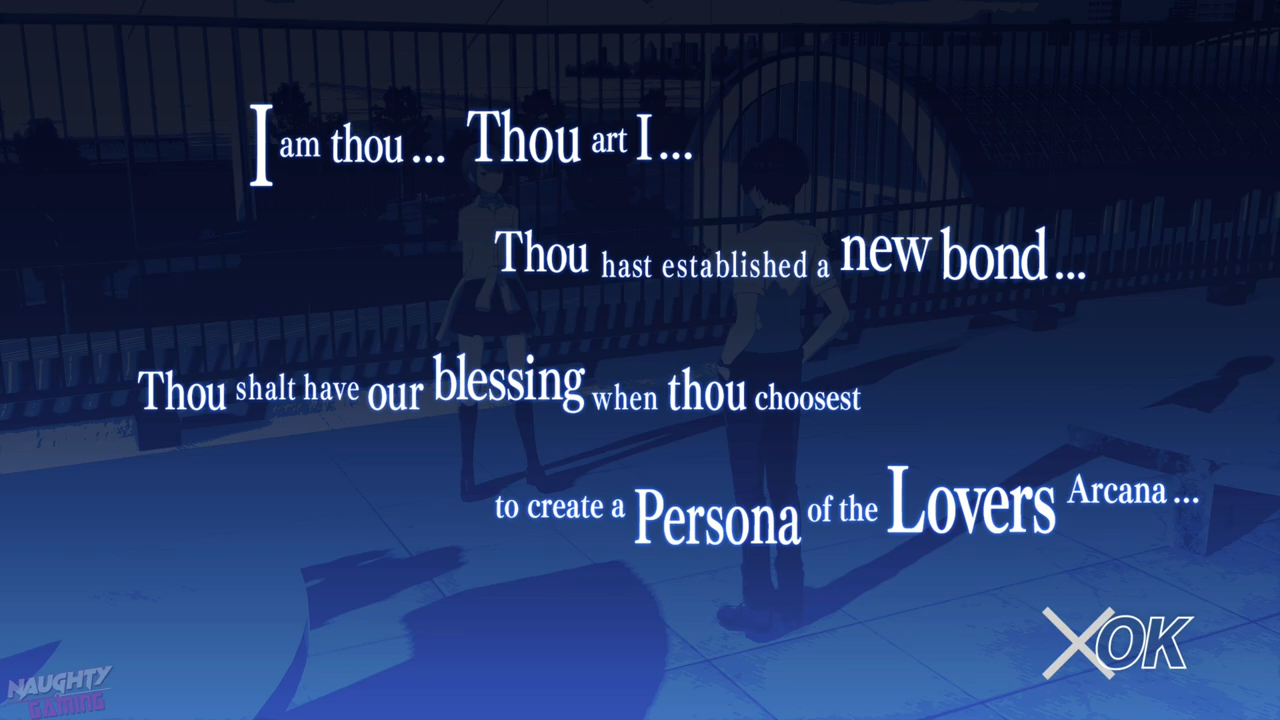 I am thou... Thou art I...
Thou hast established a new bond...
Thou shalt have our blessing when thou choosest
to create a Persona of the Lovers Arcana...
OK
NAUGHTY
GAMING